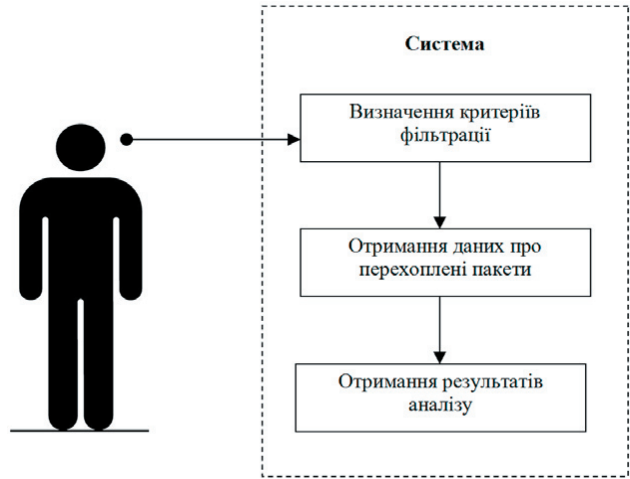 Система
Визначення критеріїв
фільтрації
Отримання даних про
перехоплені пакети
Отримання результатів
аналізу